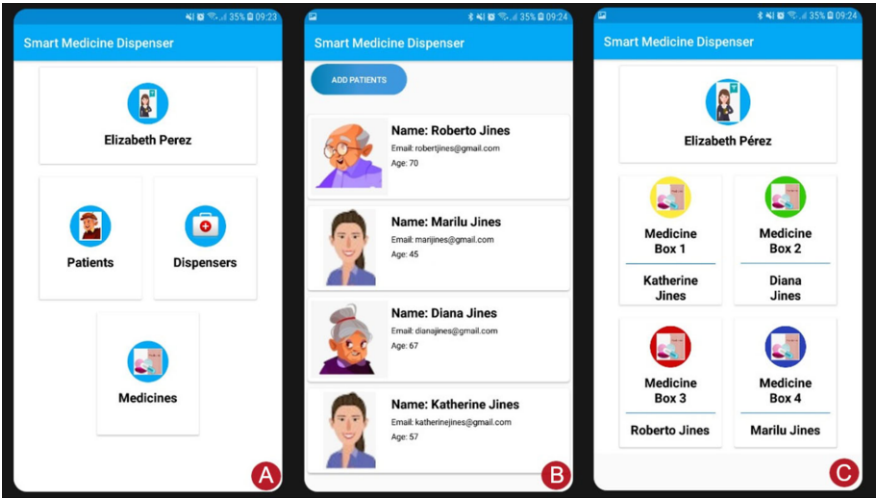 35% 09:23
Smart Medicine Dispenser
Elizabeth Perez
Patients
Dispensers
Medicines
A
35% 09:24
Smart Medicine Dispenser
ADD PATIENTS
Name: Roberto Jines
Email: robertjines@gmail.com
Age: 70
Name: Marilu Jines
Email: marijines@gmail.com
Age: 45
Name: Diana Jines
Email: dianajines@gmail.com
Age: 67
Name: Katherine Jines
Email: katherinejines@gmail.com
Age: 57
B
35% 09:24
Smart Medicine Dispenser
Elizabeth Pérez
Medicine
Box 1
Katherine
Jines
Medicine
Box 2
Diana
Jines
Medicine
Box 3
Roberto Jines
Medicine
Box 4
Marilu Jines
C